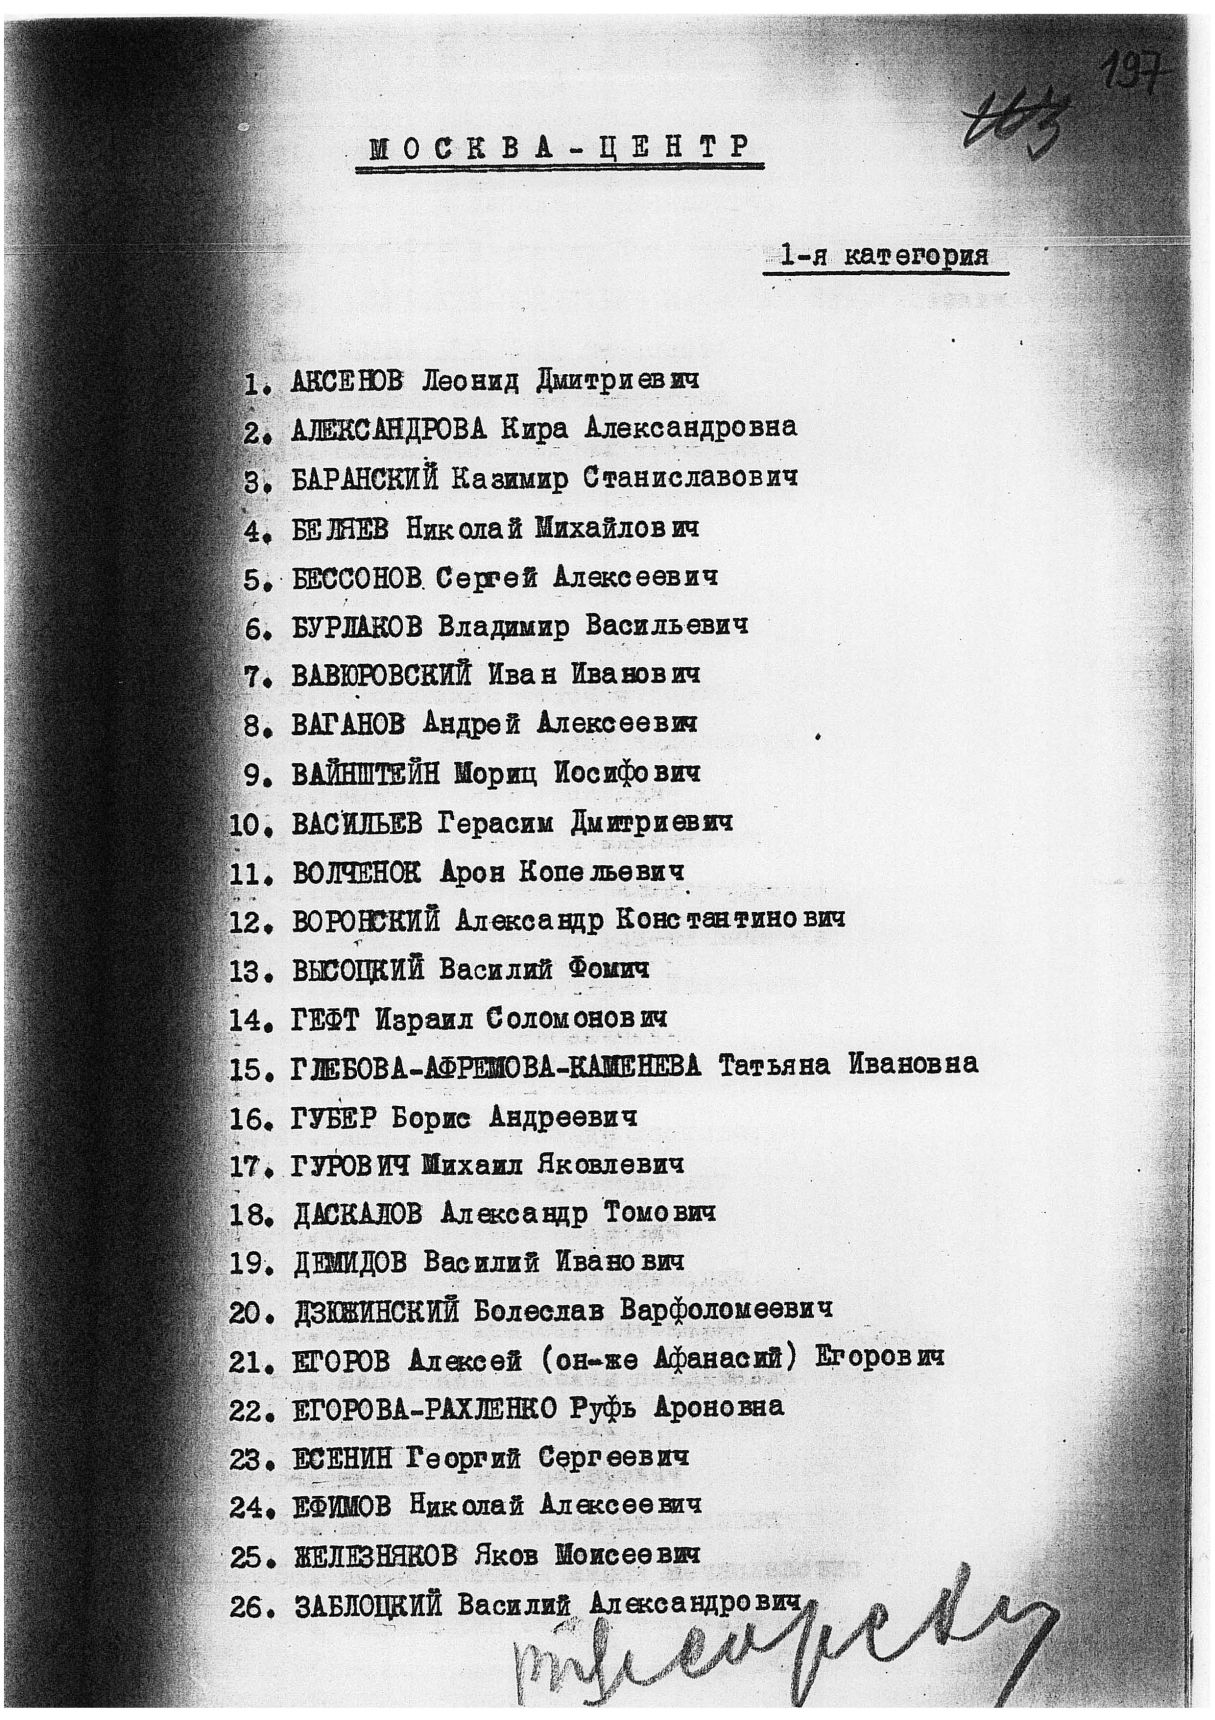 197
163
МОСКВА-ЦЕНТР
1-я категория
1. АКСЕНОВ Леонид Дмитриевич
2. АЛЕКСАНДРОВА Кира Александровна
3. БАРАНСКИЙ Казимир Станиславович
4. БЕЛЯЕВ Николай Михайлович
5. БЕССОНОВ Сергей Алексеевич
6. БУРЛАКОВ Владимир Васильевич
7. ВАВЮРОВСКИЙ Иван Иванович
8. ВАГАНОВ Андрей Алексеевич
9. ВАЙНШТЕЙН Мориц Иосифович
10. ВАСИЛЬЕВ Герасим Дмитриевич
11. ВОЛЧЕНОК Арон Копельевич
12. ВОРОНСКИЙ Александр Константинович
13. ВЫСОЦКИЙ Василий Фомич
14. ГЕФТ Израил Соломонович
15. ГЛЕБОВА-АФРЕМОВА-КАМЕНЕВА Татьяна Ивановна
16. ГУБЕР Борис Андреевич
17. ГУРОВИЧ Михаил Яковлевич
18. ДАСКАЛОВ Александр Томович
19. ДЕМИДОВ Василий Иванович
20. ДЗЮЖИНСКИЙ Болеслав Варфоломеевич
21. ЕГОРОВ Алексей (он-же Афанасий) Егорович
22. ЕГОРОВА-РАХЛЕНКО Руфь Ароновна
23. ЕСЕНИН Георгий Сергеевич
24. ЕФИМОВ Николай Алексеевич
25. ЖЕЛЕЗНЯКОВ Яков Моисеевич
26. ЗАБЛОЦКИЙ Василий Александрович